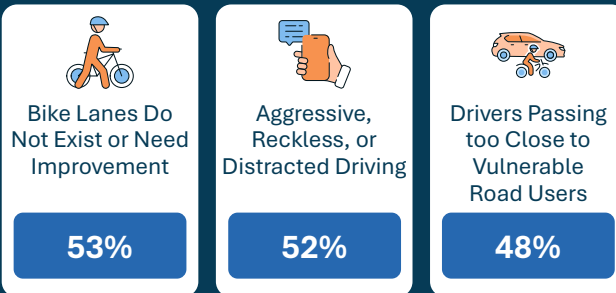 Bike Lanes Do
Not Exist or Need
Improvement
53%
Aggressive,
Reckless, or
Distracted Driving
52%
Drivers Passing
too Close to
Vulnerable
Road Users
48%